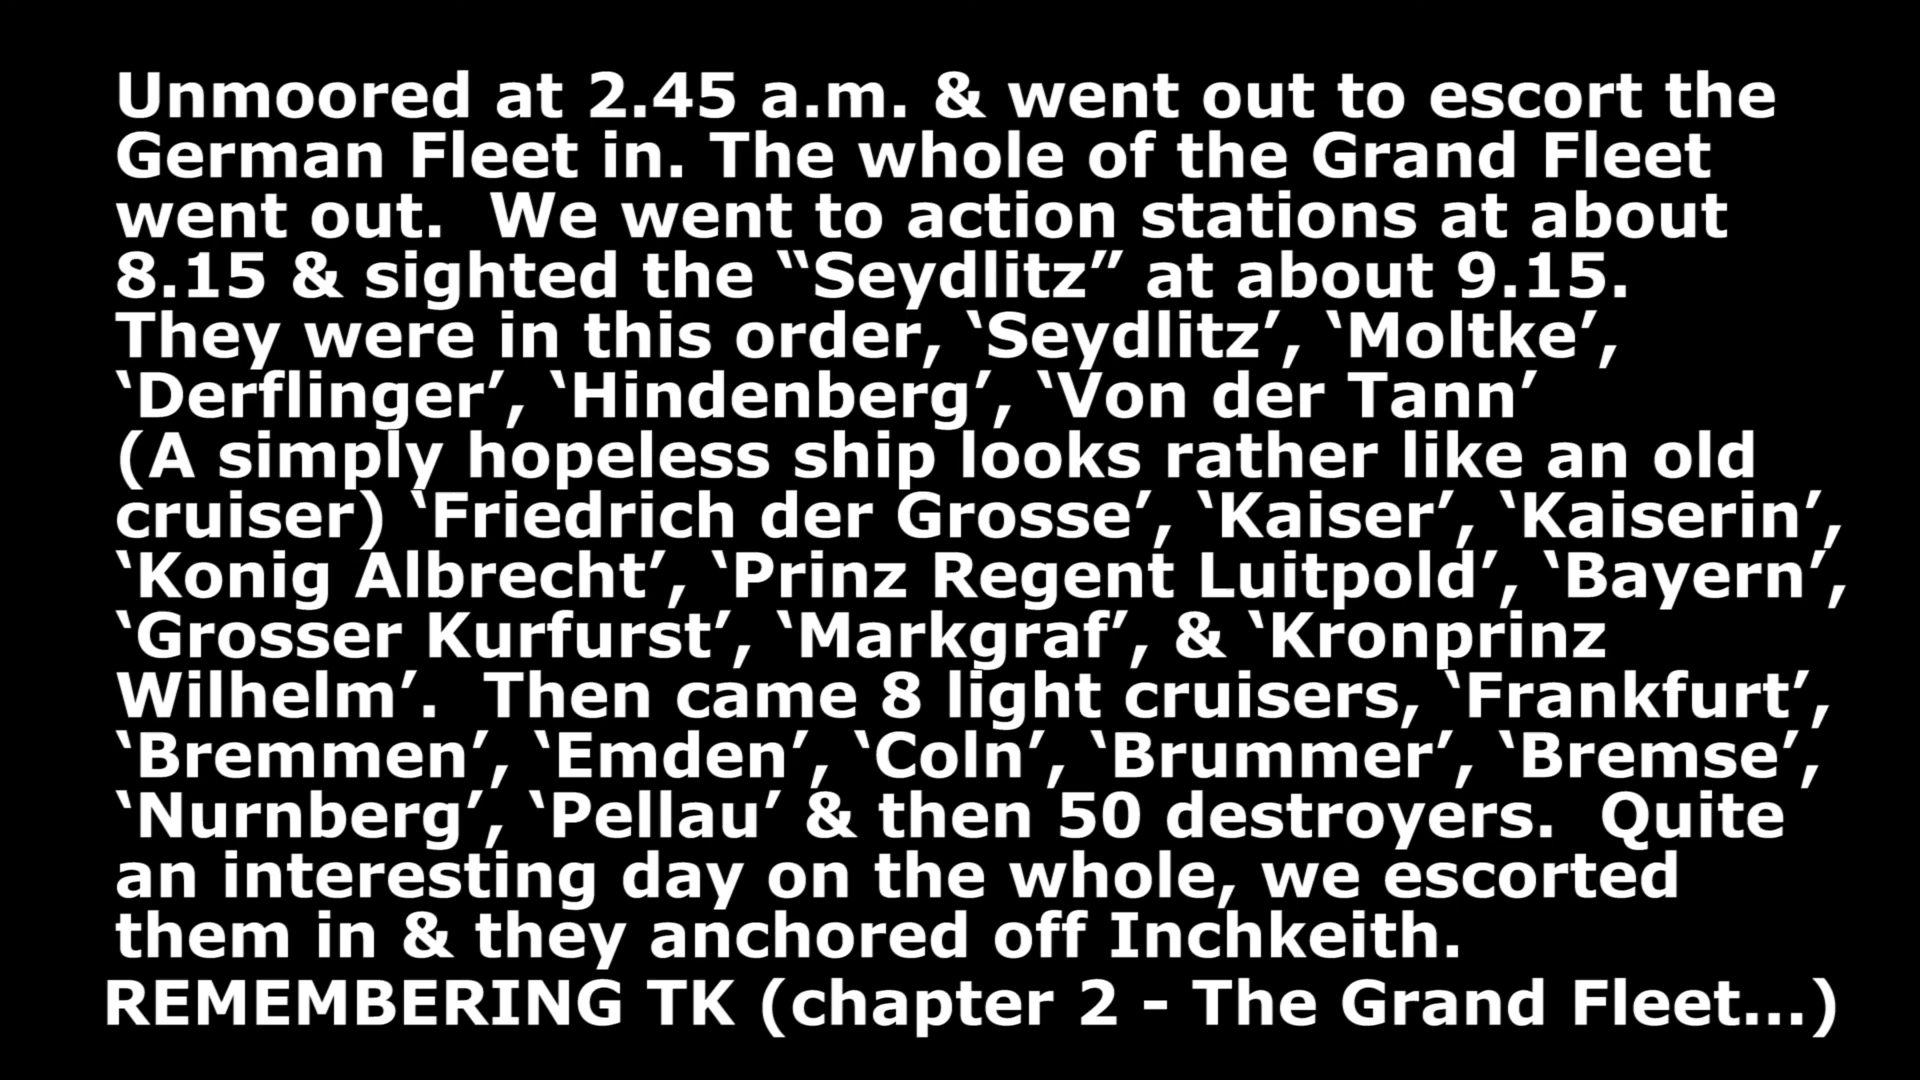 Unmoored at 2.45 a.m. & went out to escort the
German Fleet in. The whole of the Grand Fleet
went out.  We went to action stations at about
8.15 & sighted the “Seydlitz” at about 9.15.
They were in this order, ‘Seydlitz’, ‘Moltke’,
‘Derflinger’, ‘Hindenberg’, ‘Von der Tann’
(A simply hopeless ship looks rather like an old
cruiser) ‘Friedrich der Grosse’, ‘Kaiser’, ‘Kaiserin’,
‘Konig Albrecht’, ‘Prinz Regent Luitpold’, ‘Bayern’,
‘Grosser Kurfurst’, ‘Markgraf’, & ‘Kronprinz
Wilhelm’.  Then came 8 light cruisers, ‘Frankfurt’,
‘Bremmen’, ‘Emden’, ‘Coln’, ‘Brummer’, ‘Bremse’,
‘Nurnberg’, ‘Pellau’ & then 50 destroyers.  Quite
an interesting day on the whole, we escorted
them in & they anchored off Inchkeith.
REMEMBERING TK (chapter 2 - The Grand Fleet...)